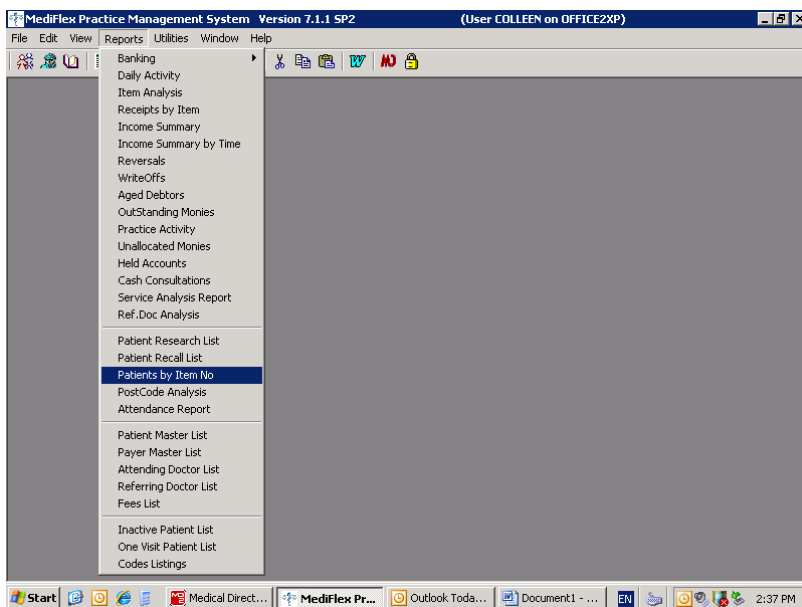 MediFlex Practice Management System Version 7.1.1 SP2 (User COLLEEN on OFFICE2XP)
File Edit View Reports Utilities Window Help
Banking
Daily Activity
Item Analysis
Receipts by Item
Income Summary
Income Summary by Time
Reversals
WriteOffs
Aged Debtors
OutStanding Monies
Practice Activity
Unallocated Monies
Held Accounts
Cash Consultations
Service Analysis Report
Ref.Doc Analysis
Patient Research List
Patient Recall List
Patients by Item No
PostCode Analysis
Attendance Report
Patient Master List
Payer Master List
Attending Doctor List
Referring Doctor List
Fees List
Inactive Patient List
One Visit Patient List
Codes Listings
Start Medical Direct... MediFlex Pr... Outlook Toda... Document1 - ... EN 2:37 PM